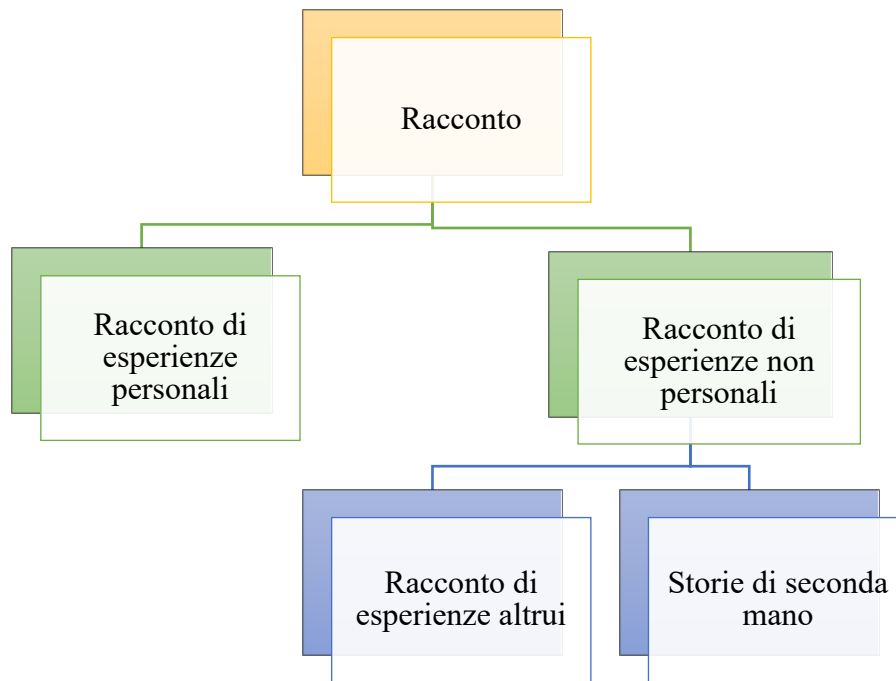 Racconto
Racconto di
esperienze
personali
Racconto di
esperienze non
personali
Racconto di
esperienze altrui
Storie di seconda
mano